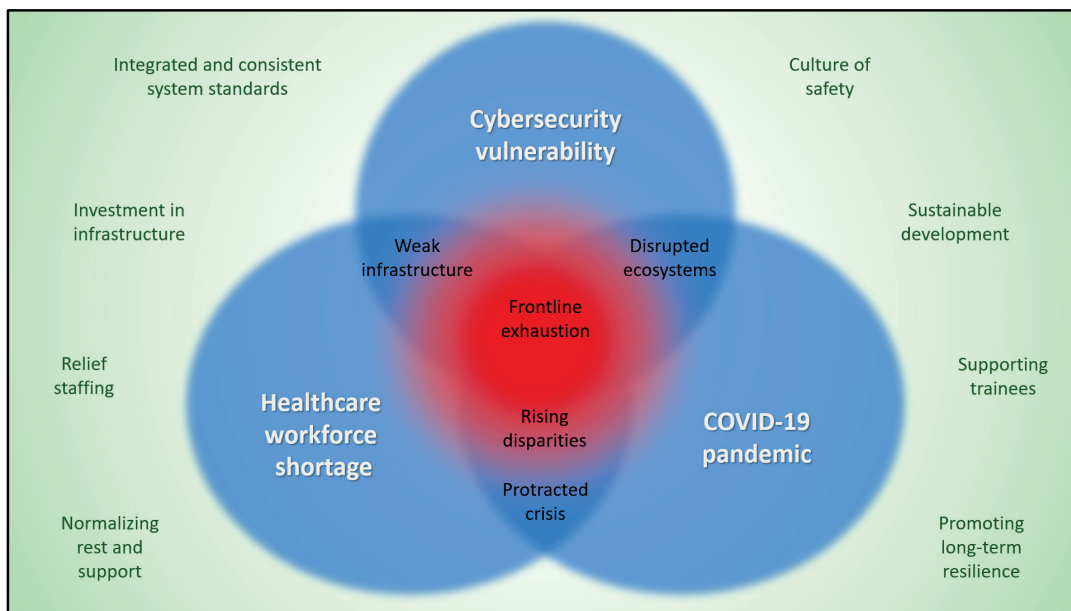 Integrated and consistent
system standards
Culture of
safety
Cybersecurity
vulnerability
Investment in
infrastructure
Sustainable
development
Weak
infrastructure
Disrupted
ecosystems
Frontline
exhaustion
Relief
staffing
Supporting
trainees
Healthcare
workforce
shortage
Rising
disparities
COVID-19
pandemic
Protracted
crisis
Normalizing
rest and
support
Promoting
long-term
resilience